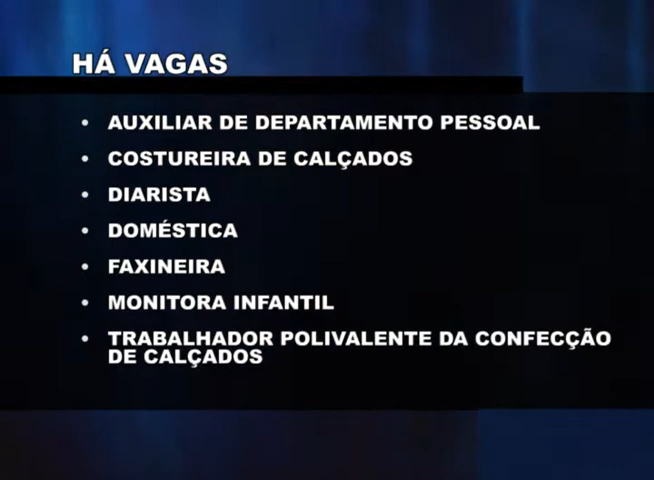 HÁ VAGAS
• AUXILIAR DE DEPARTAMENTO PESSOAL
• COSTUREIRA DE CALÇADOS
• DIARISTA
• DOMÉSTICA
• FAXINEIRA
• MONITORA INFANTIL
• TRABALHADOR POLIVALENTE DA CONFECÇÃO
DE CALÇADOS